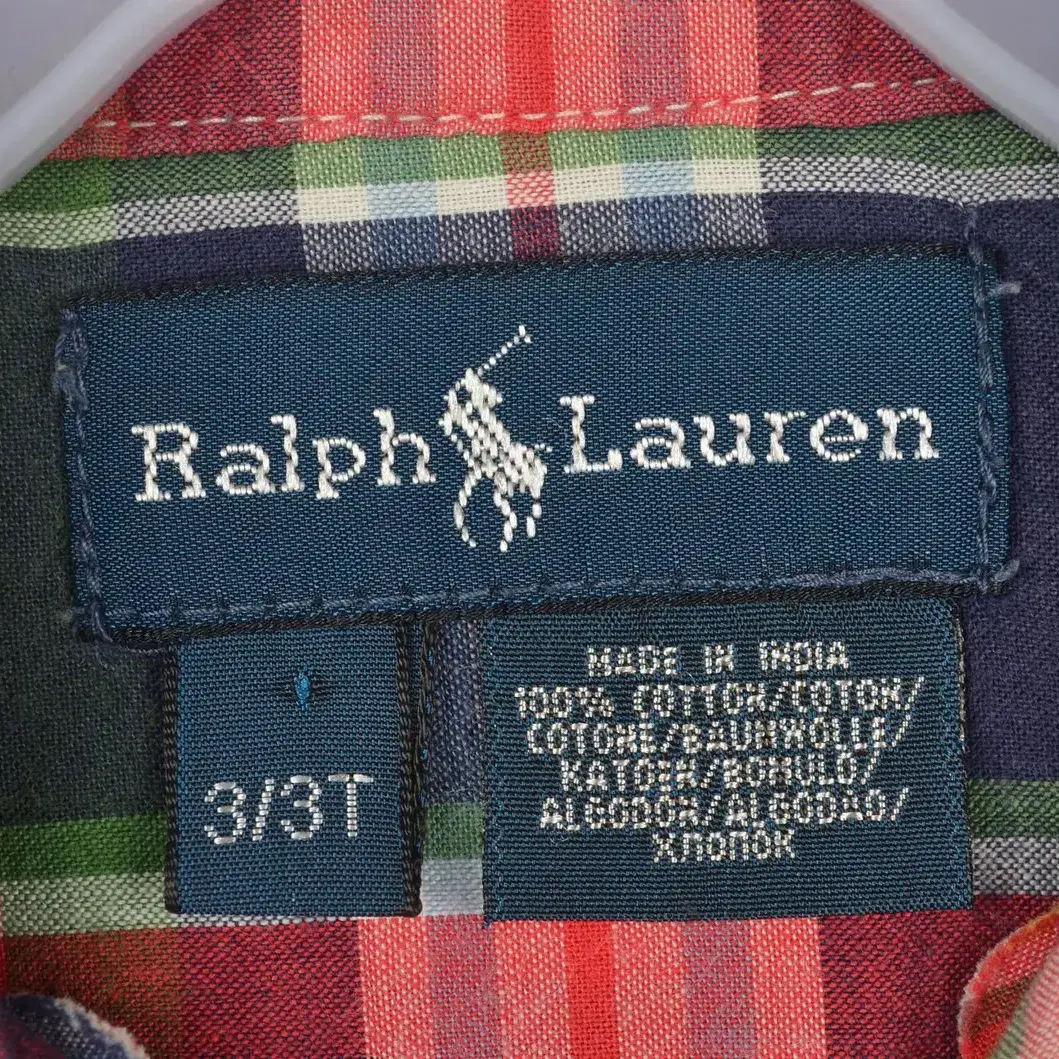 Ralph Lauren
3/3T
MADE IN INDIA
100% COTTON/COTON/
COTONE/BAUMWOLLE/
KATOEN/BOMULD/
ALGODON/ALGODAO/
ХЛОПОК